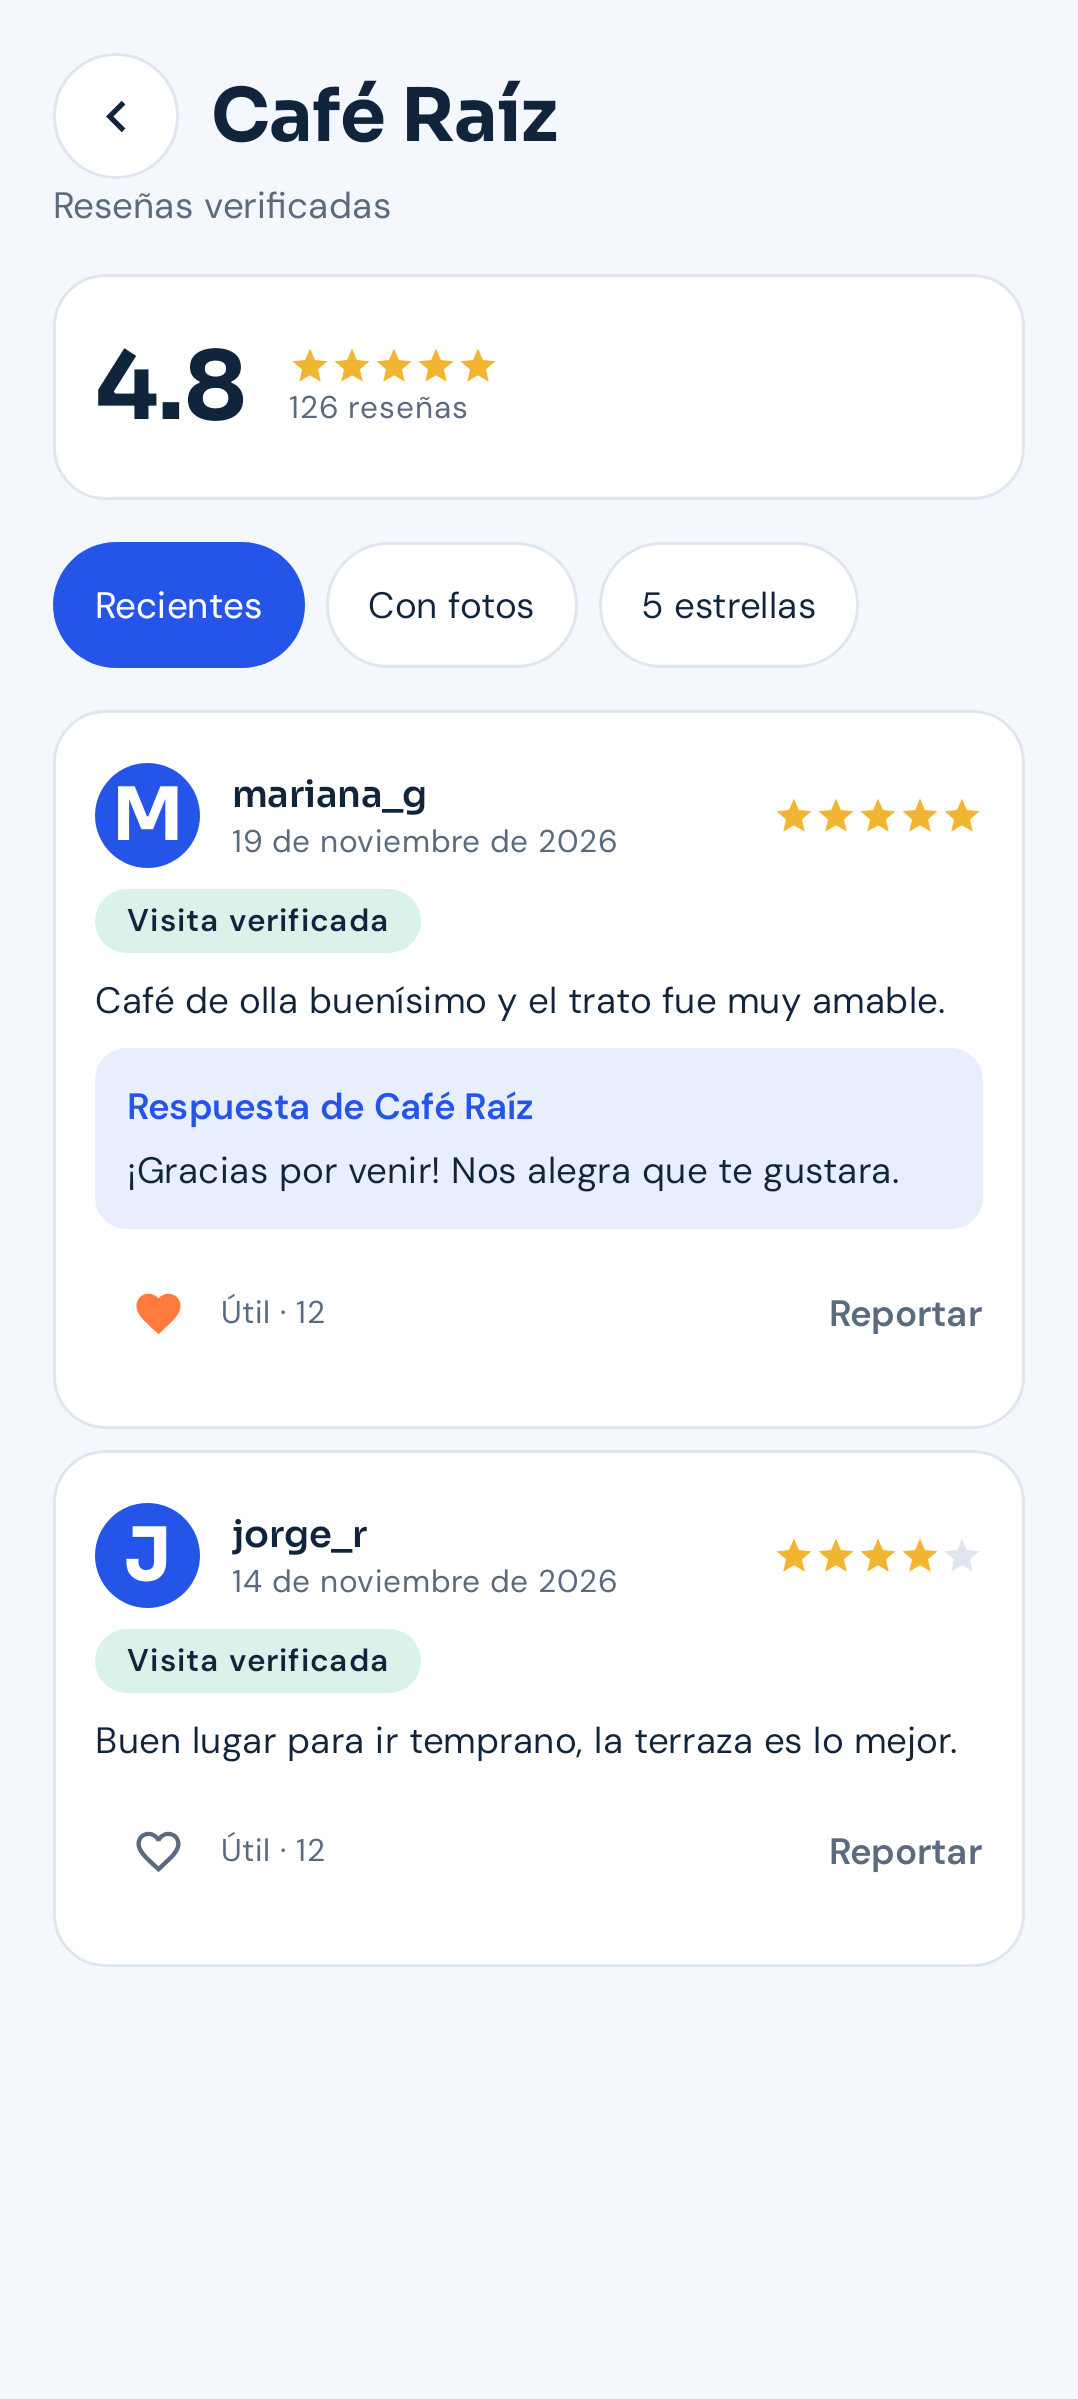 Café Raíz
Reseñas verificadas
4.8
126 reseñas
Recientes
Con fotos
5 estrellas
M
mariana_g
19 de noviembre de 2026
Visita verificada
Café de olla buenísimo y el trato fue muy amable.
Respuesta de Café Raíz
¡Gracias por venir! Nos alegra que te gustara.
Útil · 12
Reportar
J
jorge_r
14 de noviembre de 2026
Visita verificada
Buen lugar para ir temprano, la terraza es lo mejor.
Útil · 12
Reportar